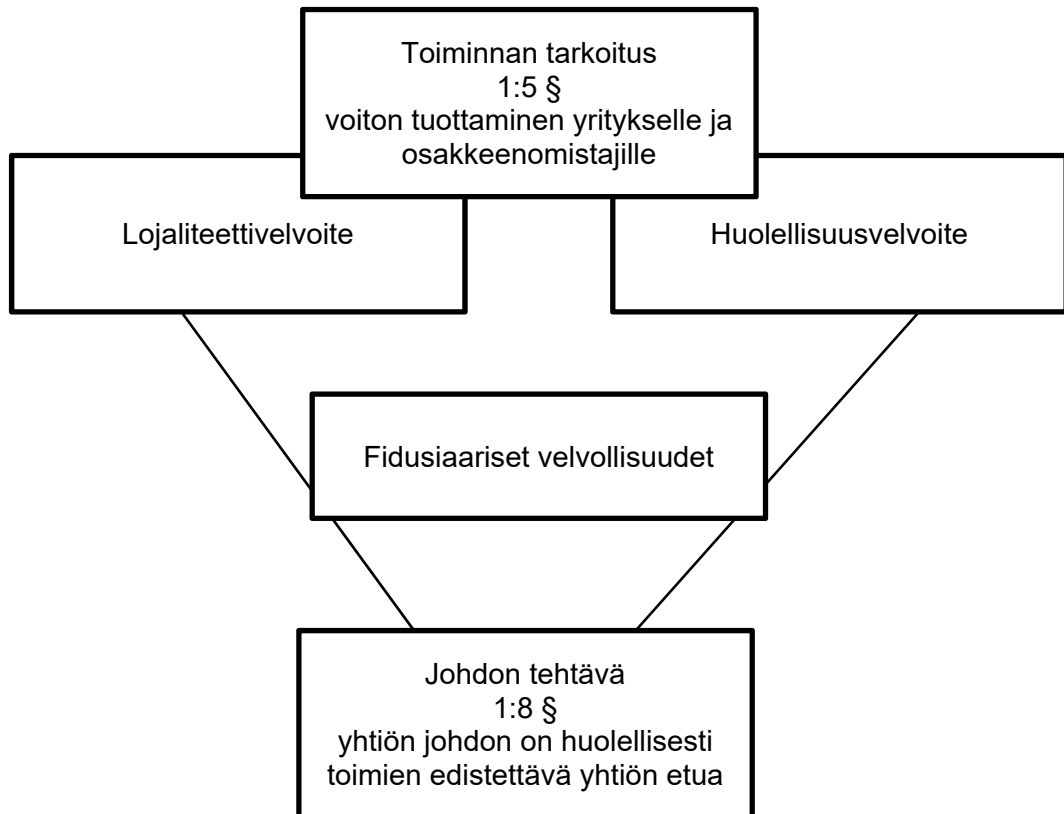 Toiminnan tarkoitus
1:5 §
voiton tuottaminen yritykselle ja
osakkeenomistajille
Lojaliteettivelvoite
Huolellisuusvelvoite
Fidusiaariset velvollisuudet
Johdon tehtävä
1:8 §
yhtiön johdon on huolellisesti
toimien edistettävä yhtiön etua